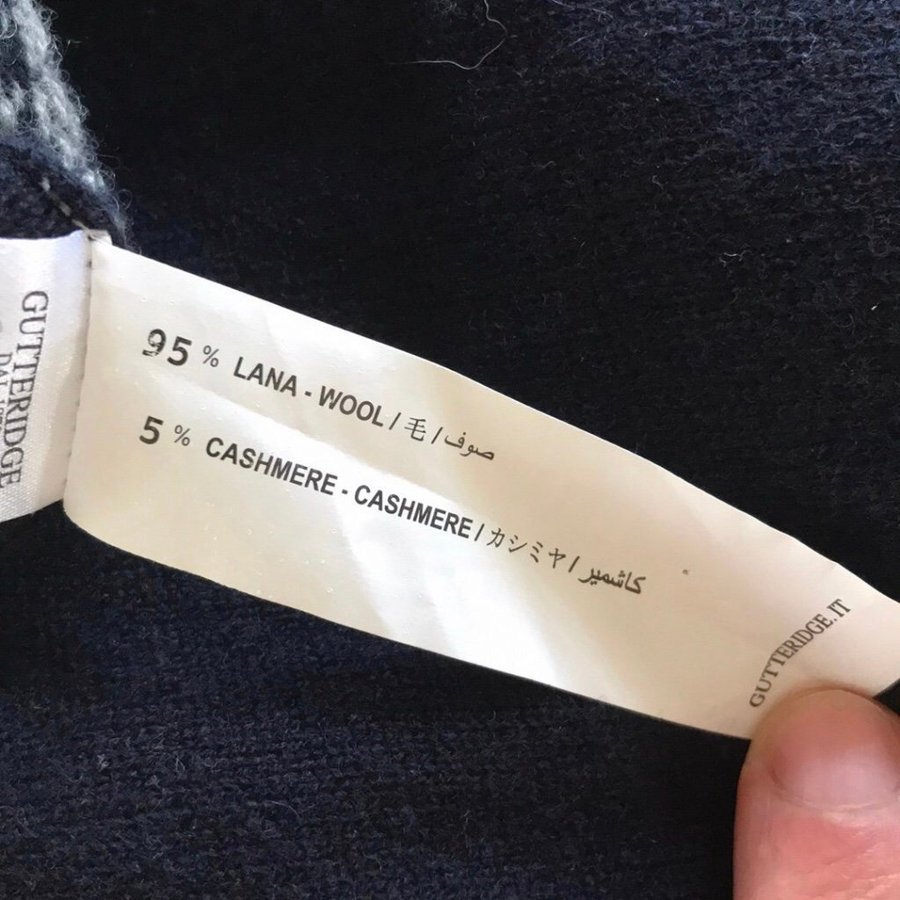 GUTTERIDGE
95 % LANA - WOOL / 毛 / صوف
5 % CASHMERE - CASHMERE / カシミヤ / كاشمير
GUTTERIDGE.IT